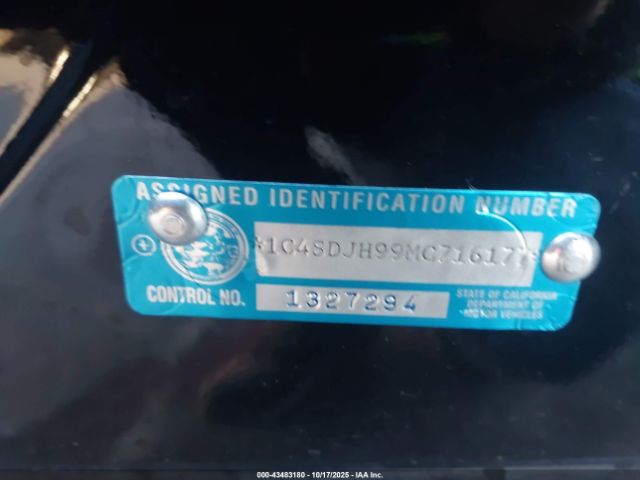 ASSIGNED IDENTIFICATION NUMBER
*1C4SDJH99MC716177*
CONTROL NO. 1327294
STATE OF CALIFORNIA
DEPARTMENT OF
MOTOR VEHICLES
000-43483180 | 10/17/2025 | IAA Inc.